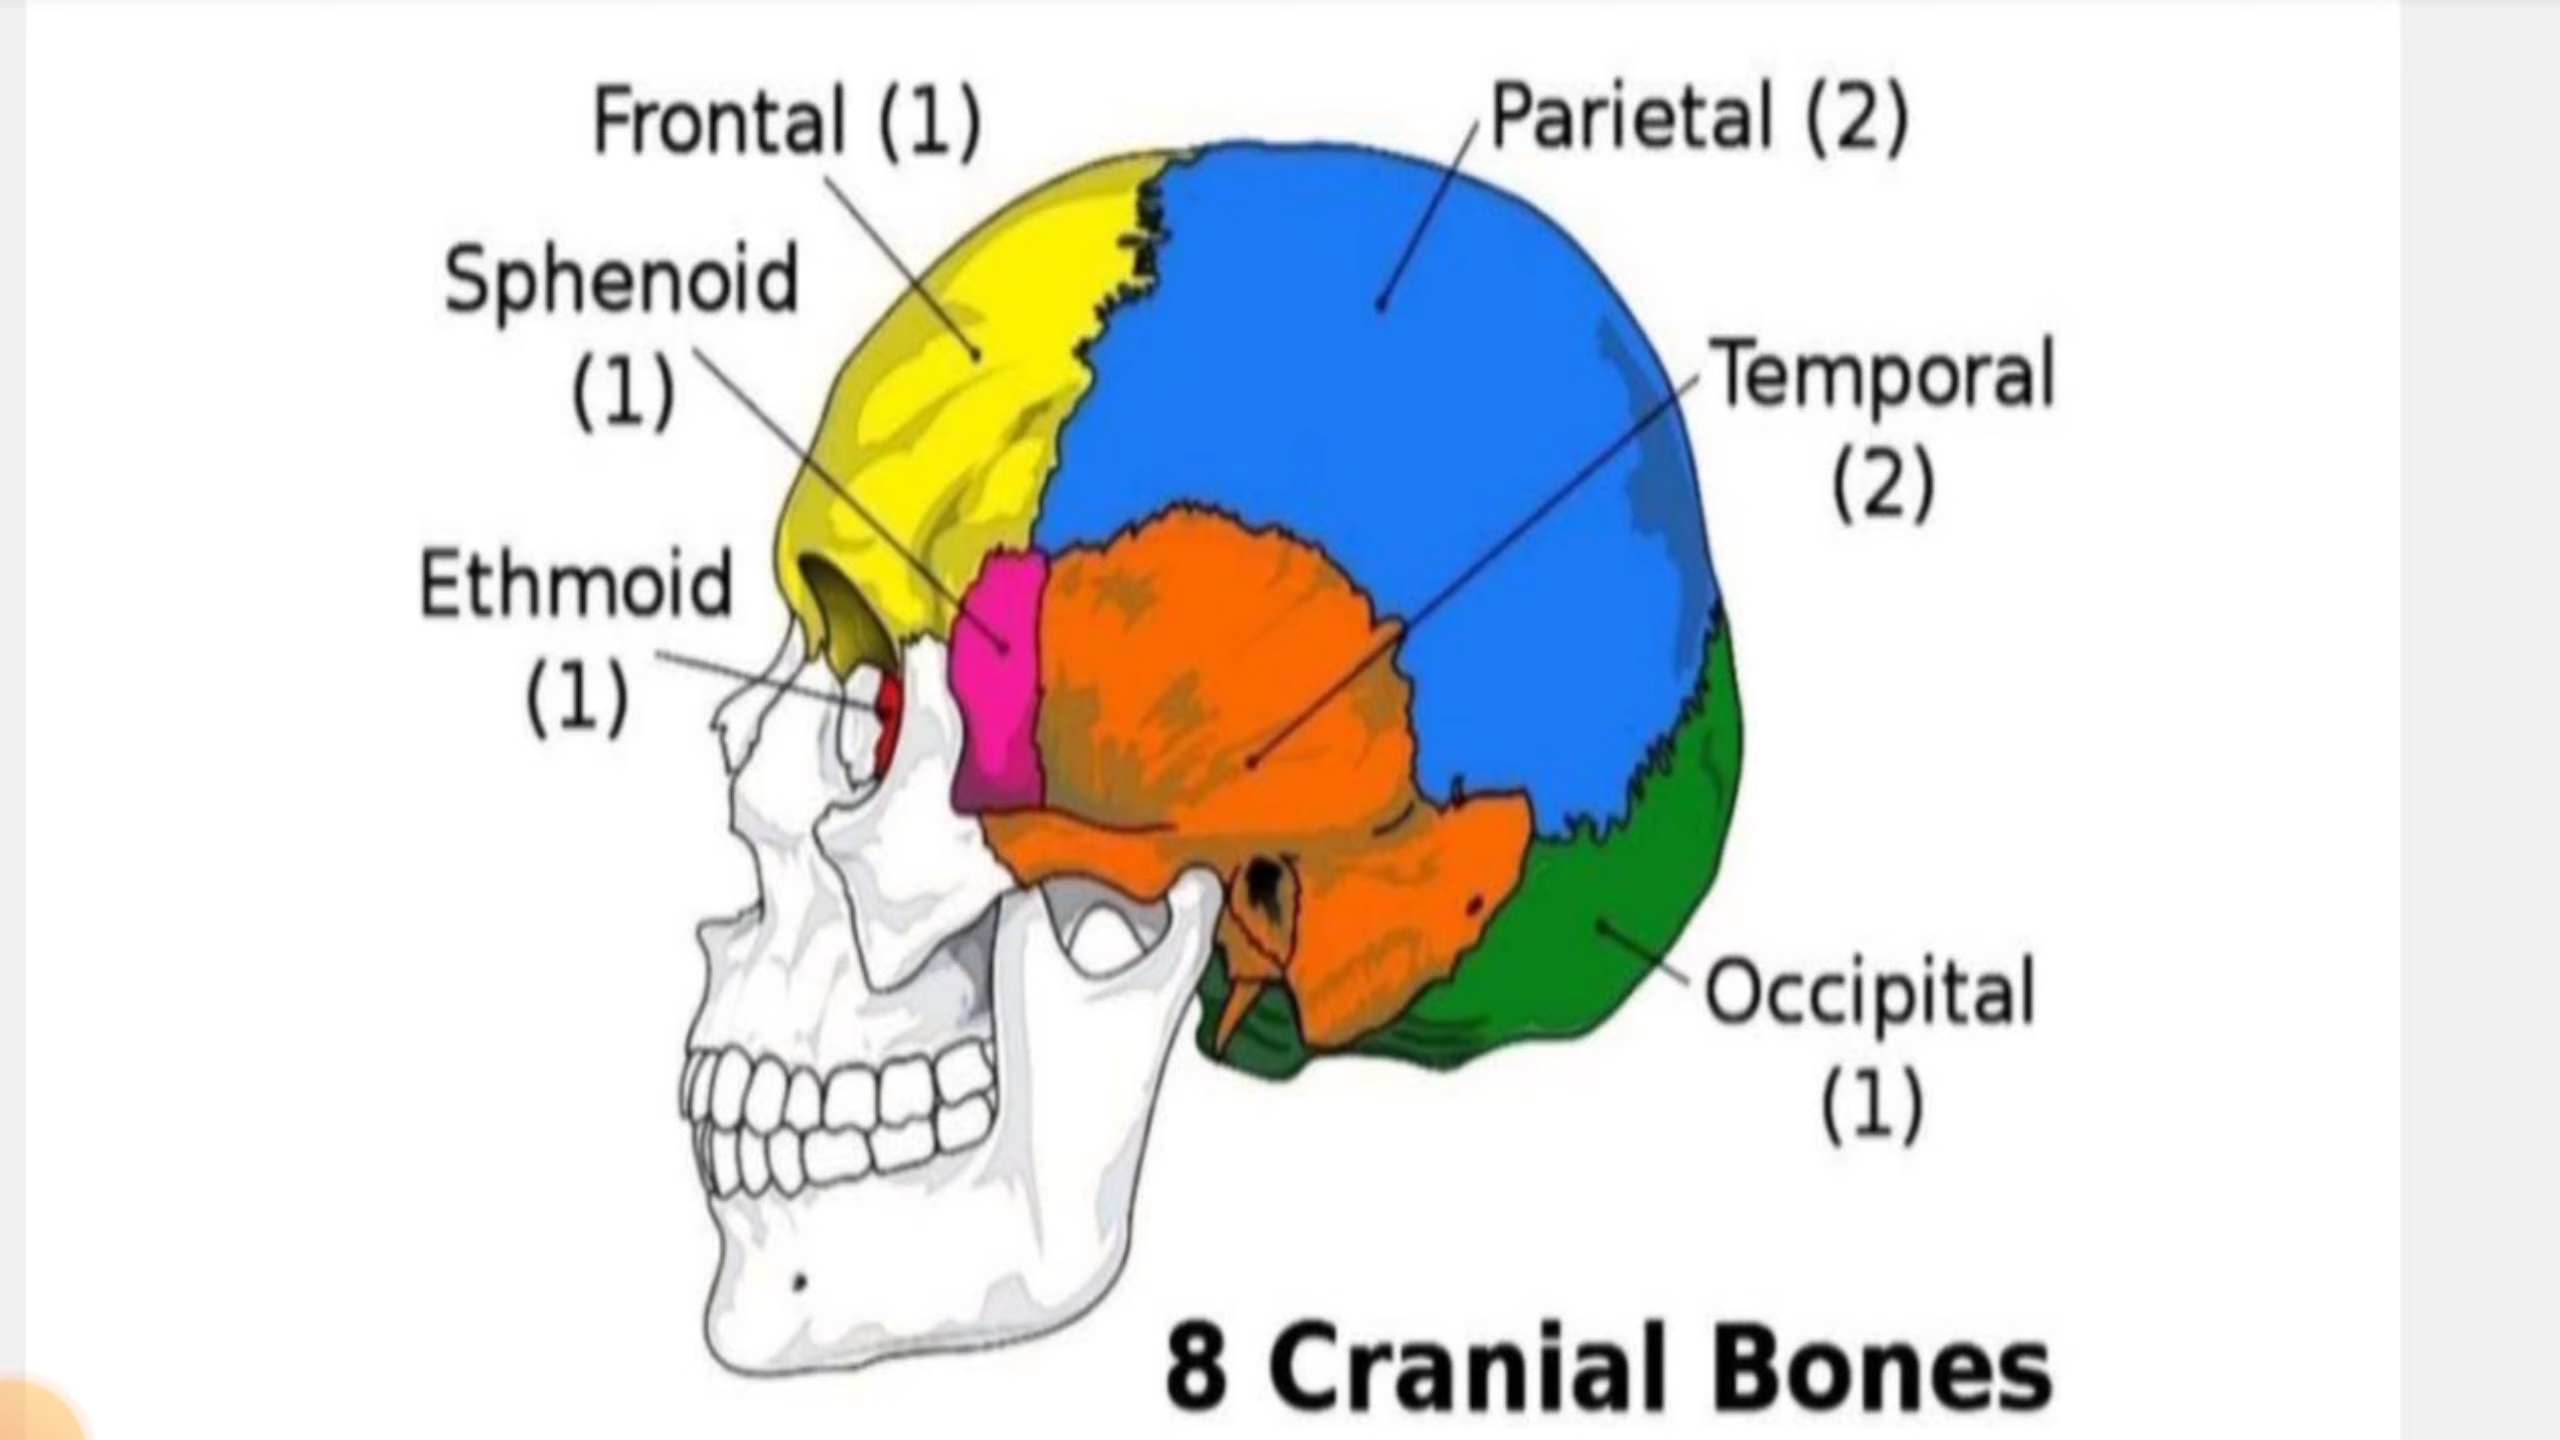 Frontal (1)
Parietal (2)
Sphenoid
(1)
Temporal
(2)
Ethmoid
(1)
Occipital
(1)
8 Cranial Bones